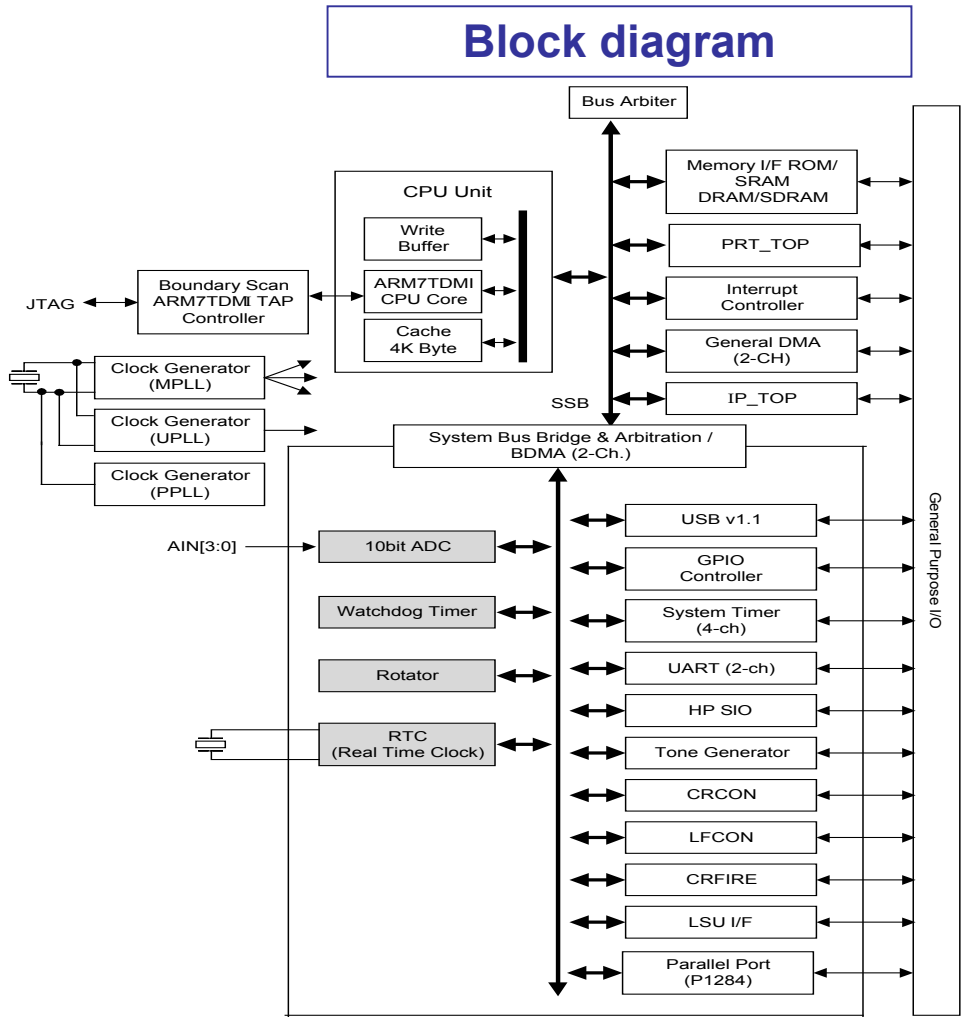 Block diagram
Bus Arbiter
Memory I/F ROM/
SRAM
DRAM/SDRAM
CPU Unit
Write
Buffer
PRT_TOP
Boundary Scan
ARM7TDMI TAP
Controller
JTAG
ARM7TDMI
CPU Core
Interrupt
Controller
Cache
4K Byte
General DMA
(2-CH)
Clock Generator
(MPLL)
SSB
IP_TOP
Clock Generator
(UPLL)
System Bus Bridge & Arbitration /
BDMA (2-Ch.)
Clock Generator
(PPLL)
General Purpose I/O
USB v1.1
AIN[3:0]
10bit ADC
GPIO
Controller
Watchdog Timer
System Timer
(4-ch)
Rotator
UART (2-ch)
HP SIO
RTC
(Real Time Clock)
Tone Generator
CRCON
LFCON
CRFIRE
LSU I/F
Parallel Port
(P1284)